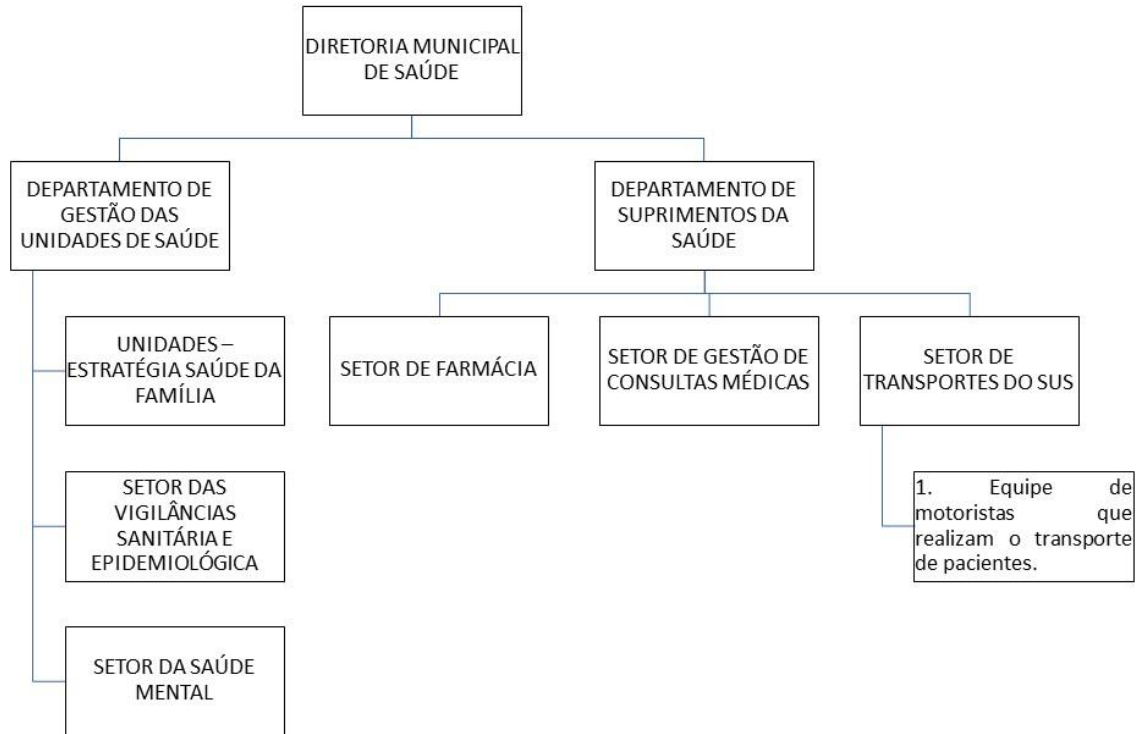 DIRETORIA MUNICIPAL
DE SAÚDE
DEPARTAMENTO DE
GESTÃO DAS
UNIDADES DE SAÚDE
DEPARTAMENTO DE
SUPRIMENTOS DA
SAÚDE
UNIDADES –
ESTRATÉGIA SAÚDE DA
FAMÍLIA
SETOR DE FARMÁCIA
SETOR DE GESTÃO DE
CONSULTAS MÉDICAS
SETOR DE
TRANSPORTES DO SUS
SETOR DAS
VIGILÂNCIAS
SANITÁRIA E
EPIDEMIOLÓGICA
1. Equipe de
motoristas que
realizam o transporte
de pacientes.
SETOR DA SAÚDE
MENTAL